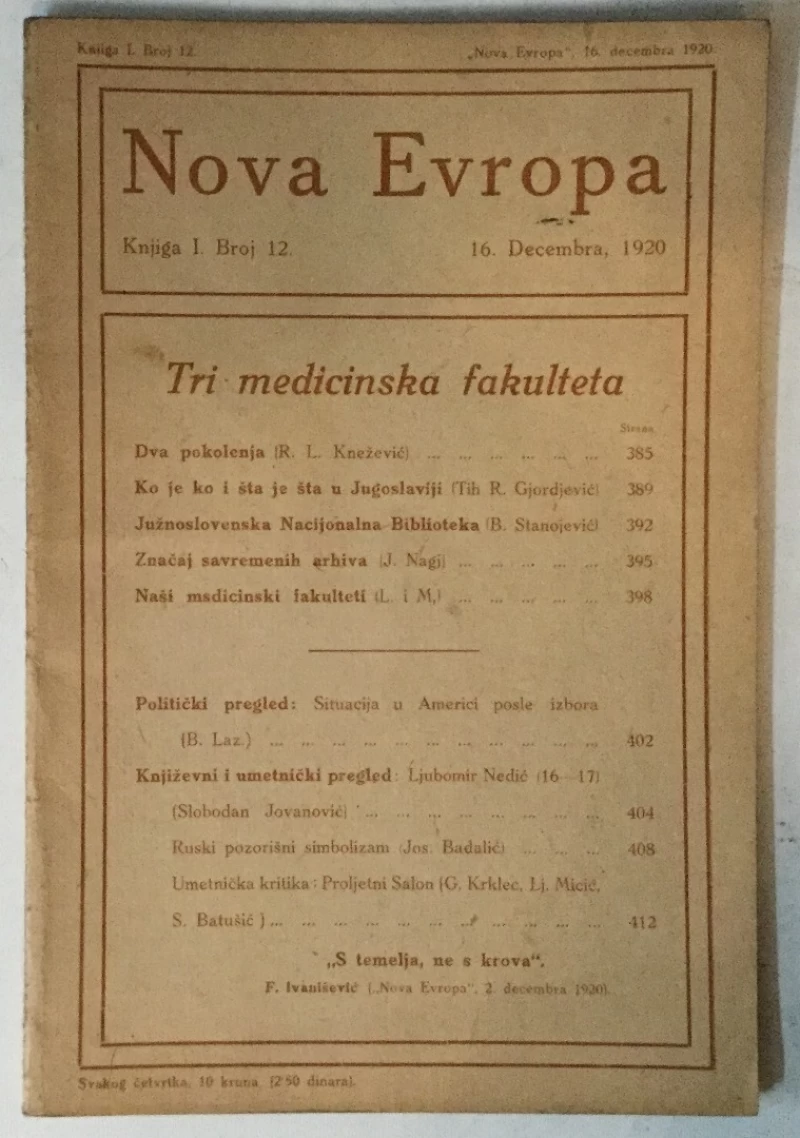 Knjiga I. Broj 12. „Nova Evropa“, 16. decembra 1920.
Nova Evropa
Knjiga I. Broj 12. 16. Decembra, 1920
Tri medicinska fakulteta
Strana
Dva pokolenja (R. L. Knežević) ... ... ... ... ... ... 385
Ko je ko i šta je šta u Jugoslaviji (Tih R. Gjordjević) 389
Južnoslovenska Nacijonalna Biblioteka (B. Stanojević) 392
Značaj savremenih arhiva (J. Nagj) ... ... ... ... ... 395
Naši msdicinski fakulteti (L. i M.) ... ... ... ... ... 398
Politički pregled: Situacija u Americi posle izbora
(B. Laz.) ... ... ... ... ... ... ... ... ... ... ... 402
Književni i umetnički pregled: Ljubomir Nedić (16—17)
(Slobodan Jovanović) ... ... ... ... ... ... ... ... 404
Ruski pozorišni simbolizam (Jos. Badalić) ... ... ... 408
Umetnička kritika: Proljetni Salon (G. Krklec, Lj. Micić,
S. Batušić) ... ... ... ... ... ... ... ... ... ... ... 412
„S temelja, ne s krova“.
F. Ivanišević („Nova Evropa“, 2. decembra 1920).
Svakog četvrtka, 10 kruna (2·50 dinara).